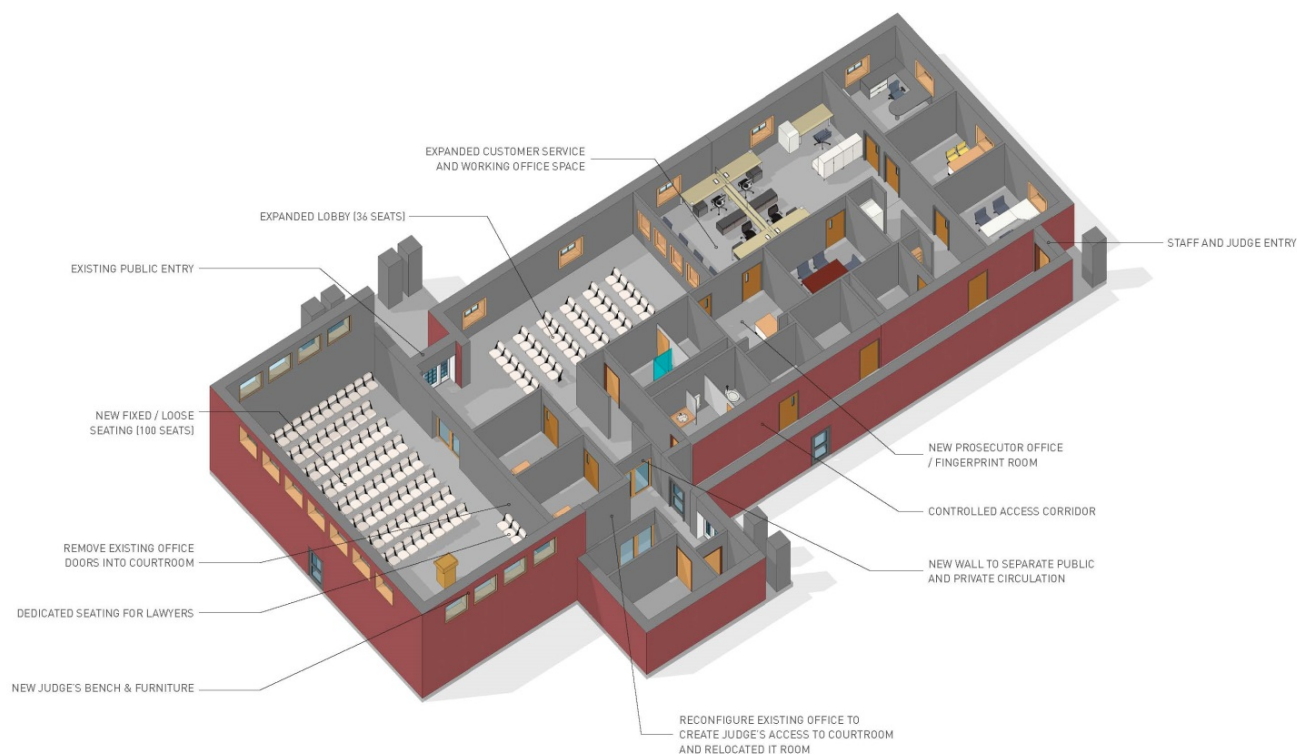 EXPANDED CUSTOMER SERVICE
AND WORKING OFFICE SPACE
EXPANDED LOBBY (36 SEATS)
EXISTING PUBLIC ENTRY
STAFF AND JUDGE ENTRY
NEW FIXED / LOOSE
SEATING (100 SEATS)
NEW PROSECUTOR OFFICE
/ FINGERPRINT ROOM
CONTROLLED ACCESS CORRIDOR
REMOVE EXISTING OFFICE
DOORS INTO COURTROOM
NEW WALL TO SEPARATE PUBLIC
AND PRIVATE CIRCULATION
DEDICATED SEATING FOR LAWYERS
NEW JUDGE'S BENCH & FURNITURE
RECONFIGURE EXISTING OFFICE TO
CREATE JUDGE'S ACCESS TO COURTROOM
AND RELOCATED IT ROOM